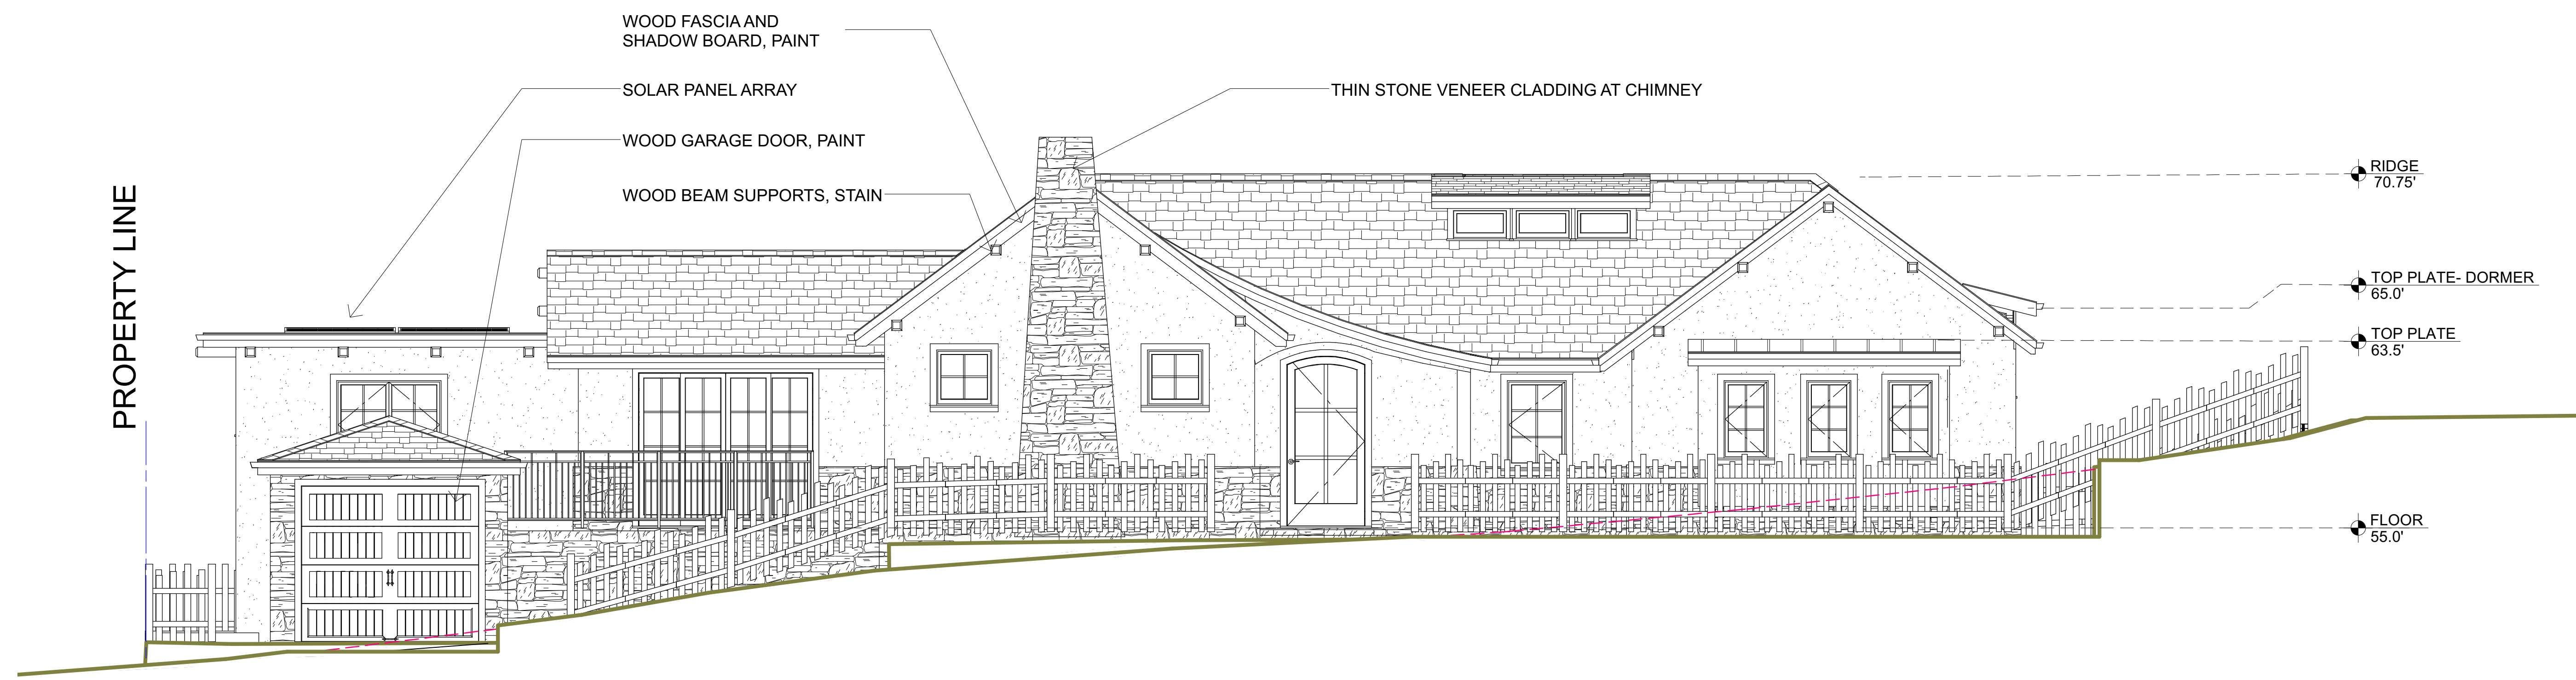 WOOD FASCIA AND
SHADOW BOARD, PAINT
SOLAR PANEL ARRAY
THIN STONE VENEER CLADDING AT CHIMNEY
WOOD GARAGE DOOR, PAINT
WOOD BEAM SUPPORTS, STAIN
PROPERTY LINE
RIDGE
70.75'
TOP PLATE- DORMER
65.0'
TOP PLATE
63.5'
FLOOR
55.0'